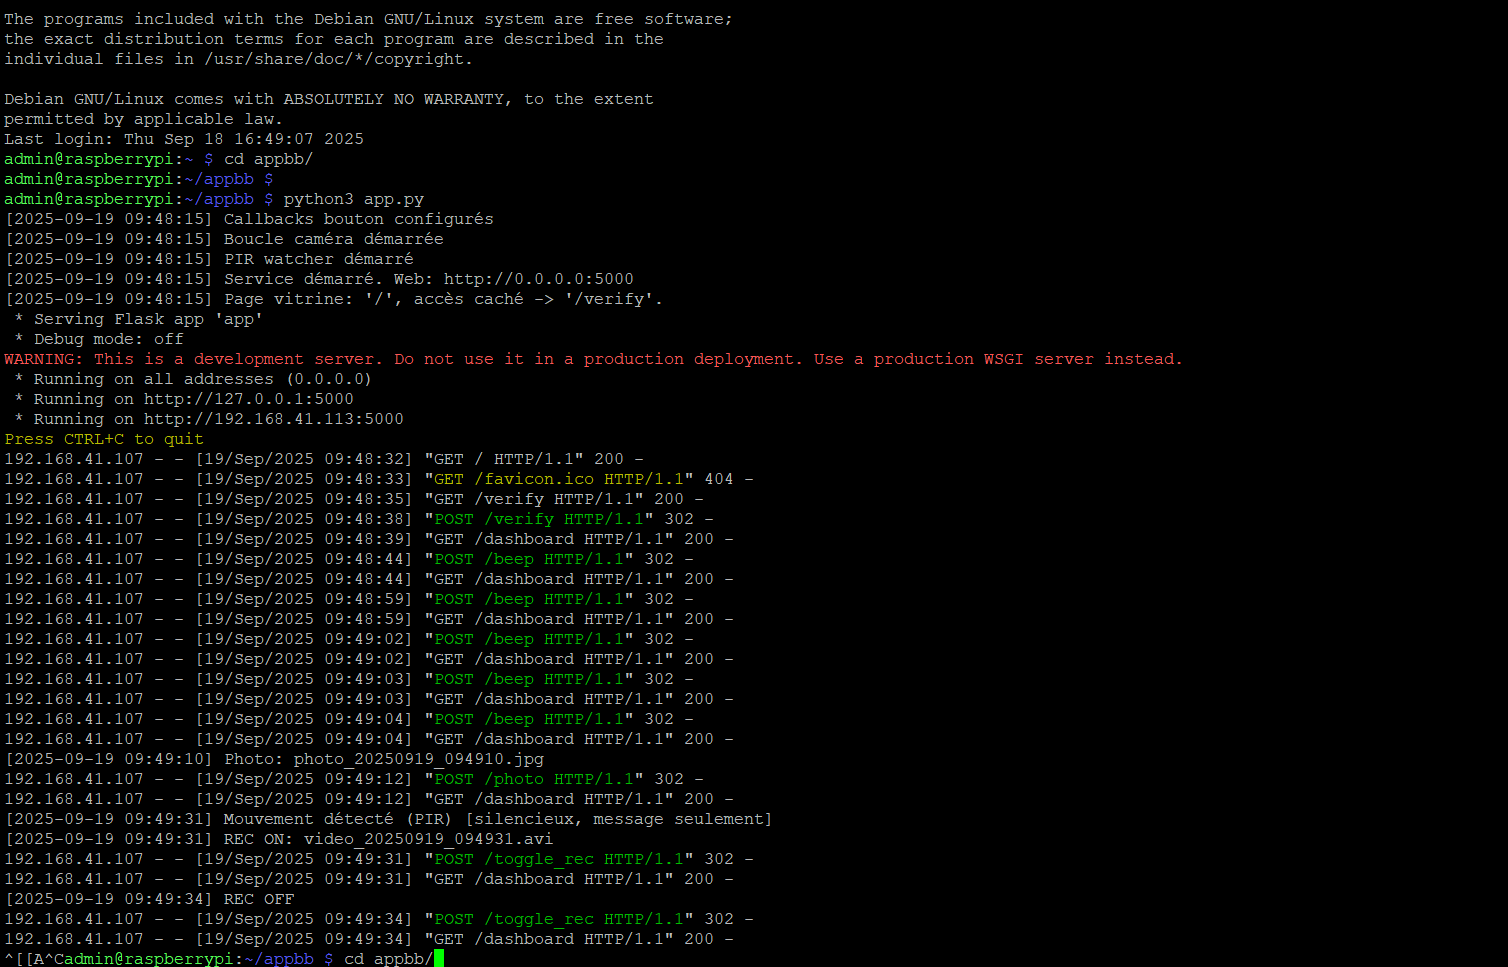 The programs included with the Debian GNU/Linux system are free software;
the exact distribution terms for each program are described in the
individual files in /usr/share/doc/*/copyright.
Debian GNU/Linux comes with ABSOLUTELY NO WARRANTY, to the extent
permitted by applicable law.
Last login: Thu Sep 18 16:49:07 2025
admin@raspberrypi:~ $ cd appbb/
admin@raspberrypi:~/appbb $
admin@raspberrypi:~/appbb $ python3 app.py
[2025-09-19 09:48:15] Callbacks bouton configurés
[2025-09-19 09:48:15] Boucle caméra démarrée
[2025-09-19 09:48:15] PIR watcher démarré
[2025-09-19 09:48:15] Service démarré. Web: http://0.0.0.0:5000
[2025-09-19 09:48:15] Page vitrine: '/', accès caché -> '/verify'.
 * Serving Flask app 'app'
 * Debug mode: off
WARNING: This is a development server. Do not use it in a production deployment. Use a production WSGI server instead.
 * Running on all addresses (0.0.0.0)
 * Running on http://127.0.0.1:5000
 * Running on http://192.168.41.113:5000
Press CTRL+C to quit
192.168.41.107 - - [19/Sep/2025 09:48:32] "GET / HTTP/1.1" 200 -
192.168.41.107 - - [19/Sep/2025 09:48:33] "GET /favicon.ico HTTP/1.1" 404 -
192.168.41.107 - - [19/Sep/2025 09:48:35] "GET /verify HTTP/1.1" 200 -
192.168.41.107 - - [19/Sep/2025 09:48:38] "POST /verify HTTP/1.1" 302 -
192.168.41.107 - - [19/Sep/2025 09:48:39] "GET /dashboard HTTP/1.1" 200 -
192.168.41.107 - - [19/Sep/2025 09:48:44] "POST /beep HTTP/1.1" 302 -
192.168.41.107 - - [19/Sep/2025 09:48:44] "GET /dashboard HTTP/1.1" 200 -
192.168.41.107 - - [19/Sep/2025 09:48:59] "POST /beep HTTP/1.1" 302 -
192.168.41.107 - - [19/Sep/2025 09:48:59] "GET /dashboard HTTP/1.1" 200 -
192.168.41.107 - - [19/Sep/2025 09:49:02] "POST /beep HTTP/1.1" 302 -
192.168.41.107 - - [19/Sep/2025 09:49:02] "GET /dashboard HTTP/1.1" 200 -
192.168.41.107 - - [19/Sep/2025 09:49:03] "POST /beep HTTP/1.1" 302 -
192.168.41.107 - - [19/Sep/2025 09:49:03] "GET /dashboard HTTP/1.1" 200 -
192.168.41.107 - - [19/Sep/2025 09:49:04] "POST /beep HTTP/1.1" 302 -
192.168.41.107 - - [19/Sep/2025 09:49:04] "GET /dashboard HTTP/1.1" 200 -
[2025-09-19 09:49:10] Photo: photo_20250919_094910.jpg
192.168.41.107 - - [19/Sep/2025 09:49:12] "POST /photo HTTP/1.1" 302 -
192.168.41.107 - - [19/Sep/2025 09:49:12] "GET /dashboard HTTP/1.1" 200 -
[2025-09-19 09:49:31] Mouvement détecté (PIR) [silencieux, message seulement]
[2025-09-19 09:49:31] REC ON: video_20250919_094931.avi
192.168.41.107 - - [19/Sep/2025 09:49:31] "POST /toggle_rec HTTP/1.1" 302 -
192.168.41.107 - - [19/Sep/2025 09:49:31] "GET /dashboard HTTP/1.1" 200 -
[2025-09-19 09:49:34] REC OFF
192.168.41.107 - - [19/Sep/2025 09:49:34] "POST /toggle_rec HTTP/1.1" 302 -
192.168.41.107 - - [19/Sep/2025 09:49:34] "GET /dashboard HTTP/1.1" 200 -
^[[A^Cadmin@raspberrypi:~/appbb $ cd appbb/